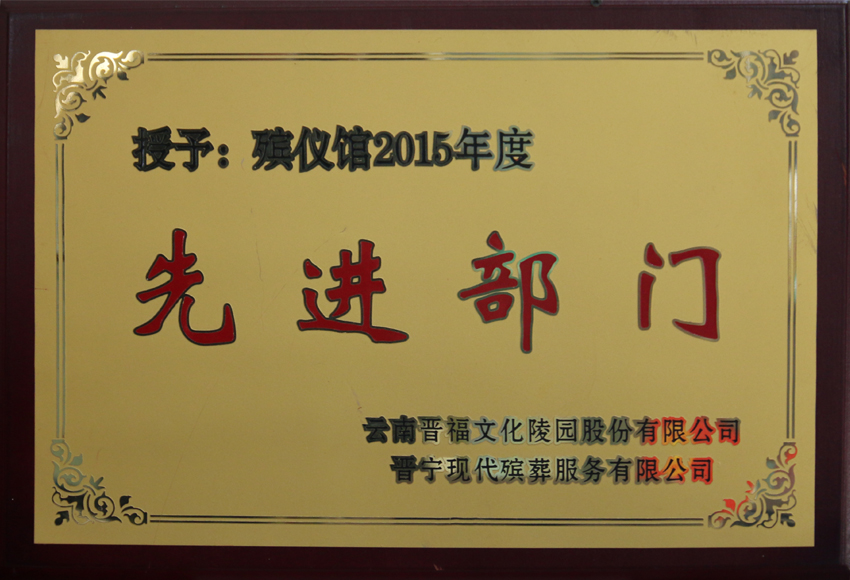 授予：殡仪馆2015年度
先进部门
云南晋福文化陵园股份有限公司
晋宁现代殡葬服务有限公司